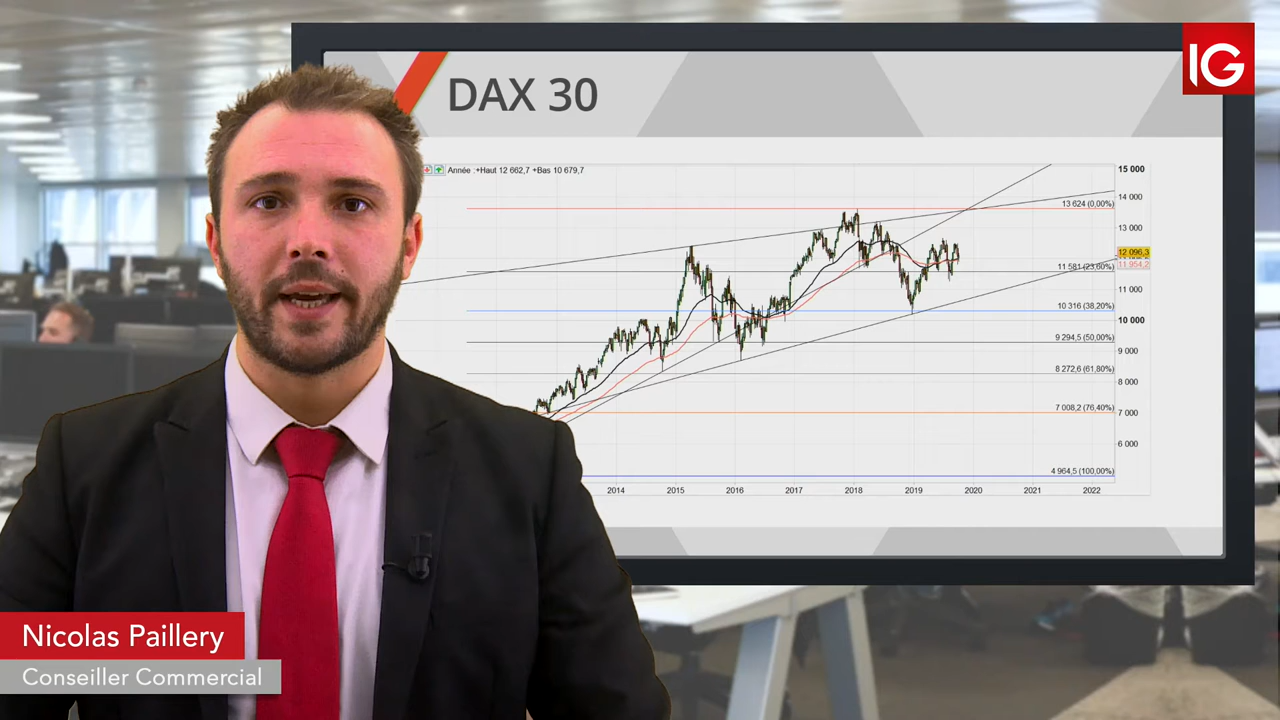 IG
DAX 30
Année :+Haut 12 662,7 +Bas 10 679,7
15 000
14 000
13 624 (0,00%)
13 000
12 096,3
11 954,2
11 581 (23,60%)
11 000
10 316 (38,20%)
10 000
9 294,5 (50,00%)
9 000
8 272,6 (61,80%)
8 000
7 008,2 (76,40%)
7 000
6 000
4 964,5 (100,00%)
2014 2015 2016 2017 2018 2019 2020 2021 2022
Nicolas Paillery
Conseiller Commercial